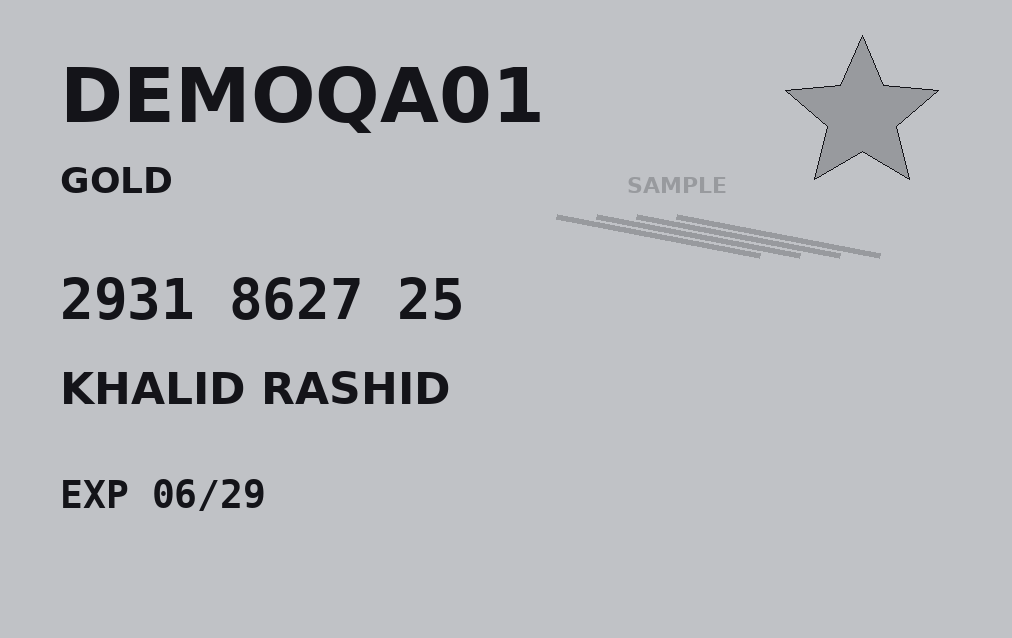 DEMOQA01
GOLD
SAMPLE
2931 8627 25
KHALID RASHID
EXP 06/29